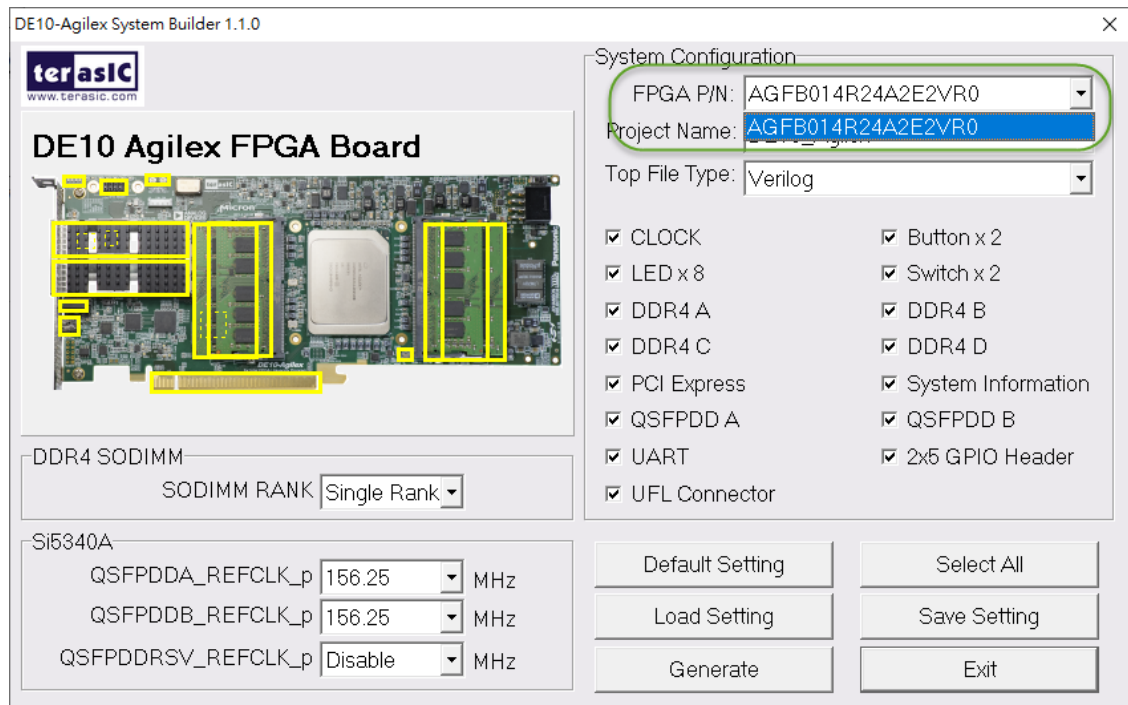 DE10-Agilex System Builder 1.1.0
terasIC
www.terasic.com
DE10 Agilex FPGA Board
MICRON
Panasonic
DE10-Agilex
DDR4 SODIMM
SODIMM RANK Single Rank
Si5340A
QSFPDDA_REFCLK_p 156.25 MHz
QSFPDDB_REFCLK_p 156.25 MHz
QSFPDDRSV_REFCLK_p Disable MHz
System Configuration
FPGA P/N: AGFB014R24A2E2VR0
AGFB014R24A2E2VR0
Project Name:
Top File Type: Verilog
CLOCK Button x 2
LED x 8 Switch x 2
DDR4 A DDR4 B
DDR4 C DDR4 D
PCI Express System Information
QSFPDD A QSFPDD B
UART 2x5 GPIO Header
UFL Connector
Default Setting Select All
Load Setting Save Setting
Generate Exit